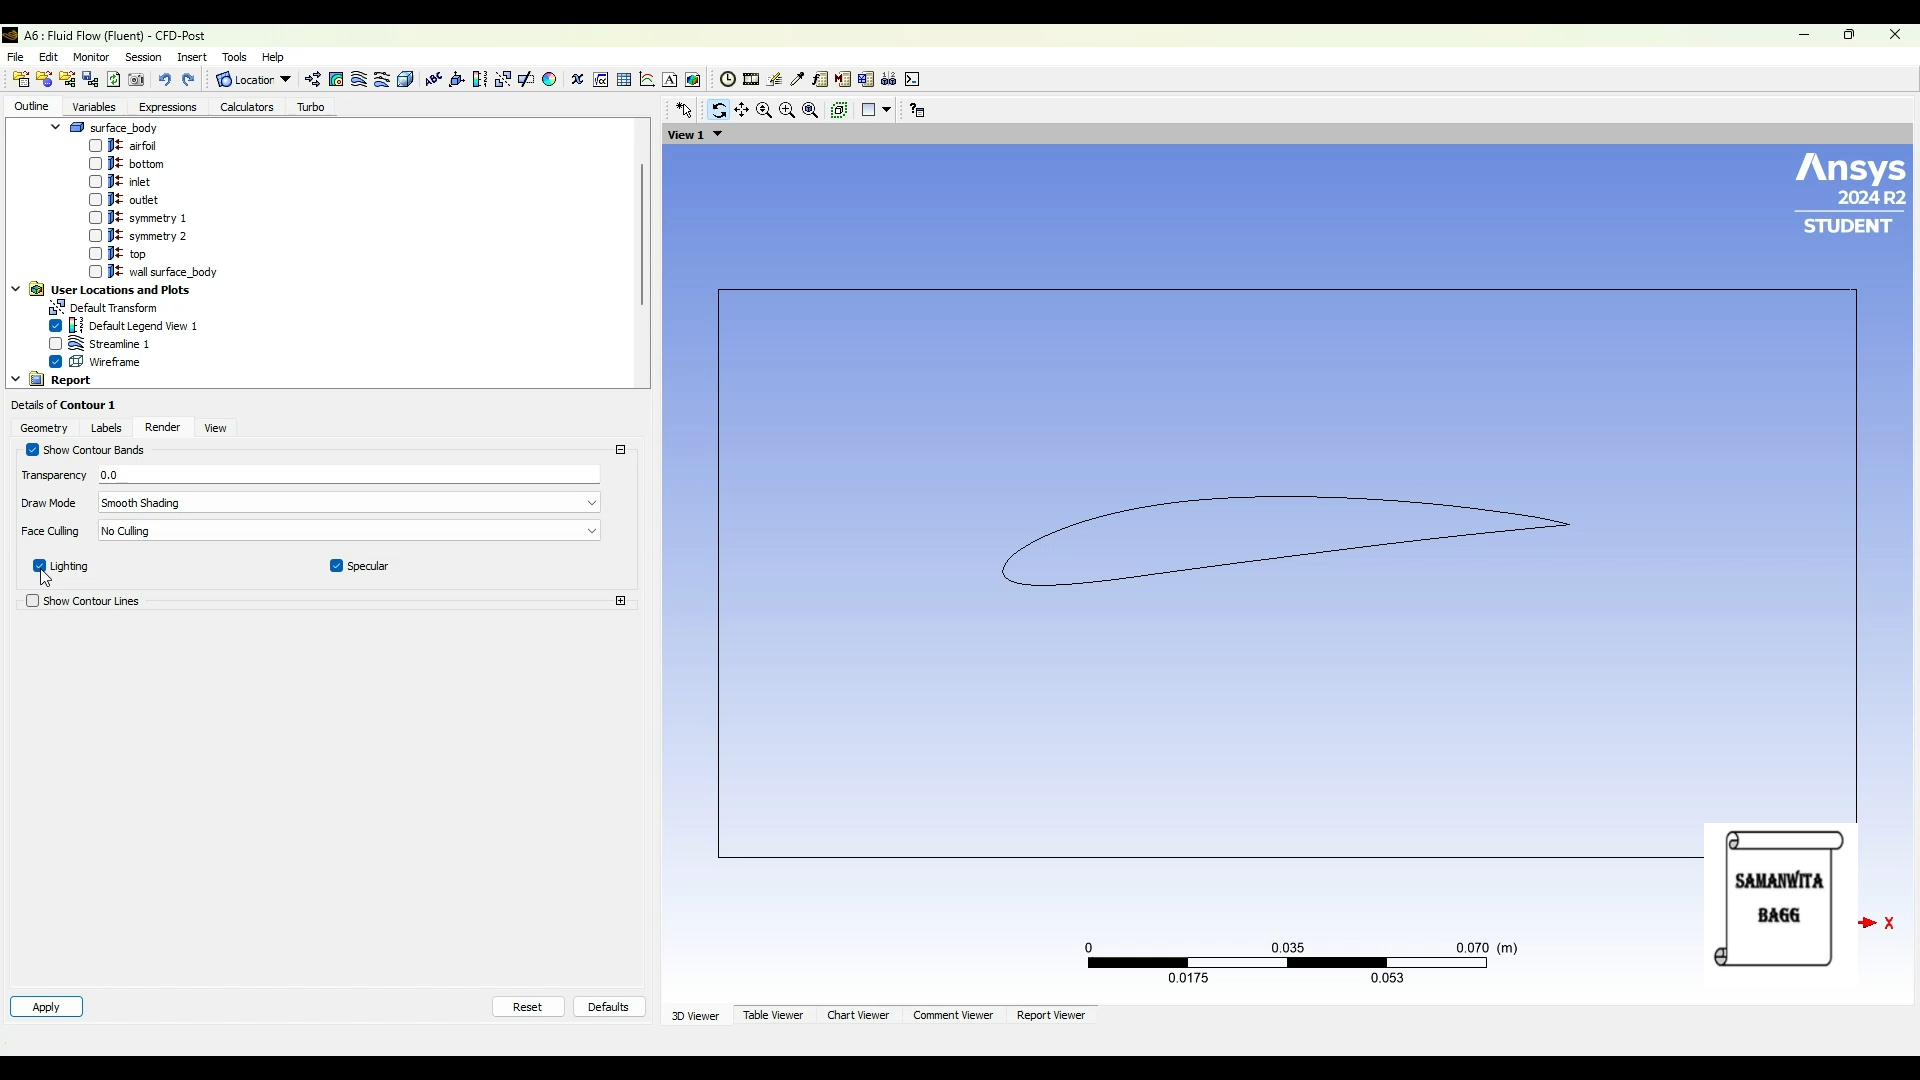 A6 : Fluid Flow (Fluent) - CFD-Post
File Edit Monitor Session Insert Tools Help
Location
Outline Variables Expressions Calculators Turbo
View 1
surface_body
airfoil
bottom
inlet
outlet
symmetry 1
symmetry 2
top
wall surface_body
User Locations and Plots
Default Transform
Default Legend View 1
Streamline 1
Wireframe
Report
Details of Contour 1
Geometry Labels Render View
Show Contour Bands
Transparency 0.0
Draw Mode Smooth Shading
Face Culling No Culling
Lighting Specular
Show Contour Lines
Apply Reset Defaults
Ansys
2024 R2
STUDENT
SAMANWITA
BAGG
X
0 0.035 0.070 (m)
0.0175 0.053
3D Viewer Table Viewer Chart Viewer Comment Viewer Report Viewer